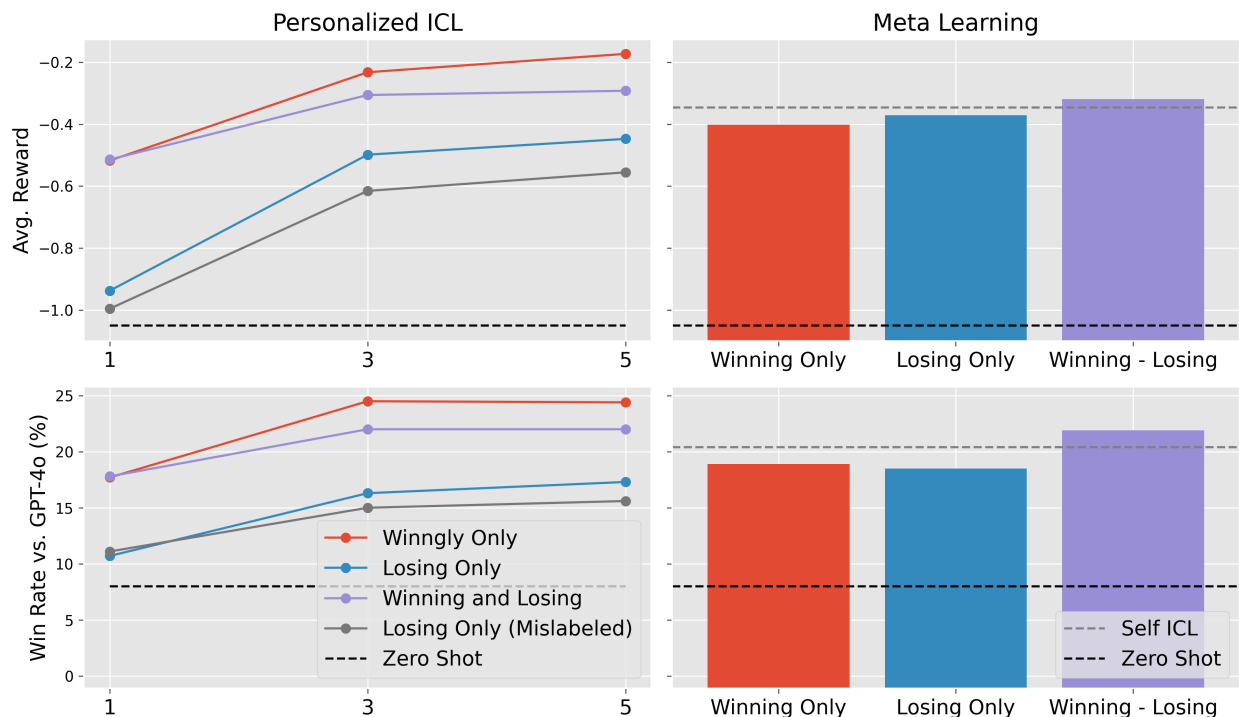 Personalized ICL
Meta Learning
Avg. Reward
−0.2
−0.4
−0.6
−0.8
−1.0
1
3
5
Winning Only
Losing Only
Winning - Losing
Win Rate vs. GPT-4o (%)
25
20
15
10
5
0
Winngly Only
Losing Only
Winning and Losing
Losing Only (Mislabeled)
Zero Shot
1
3
5
Self ICL
Zero Shot
Winning Only
Losing Only
Winning - Losing